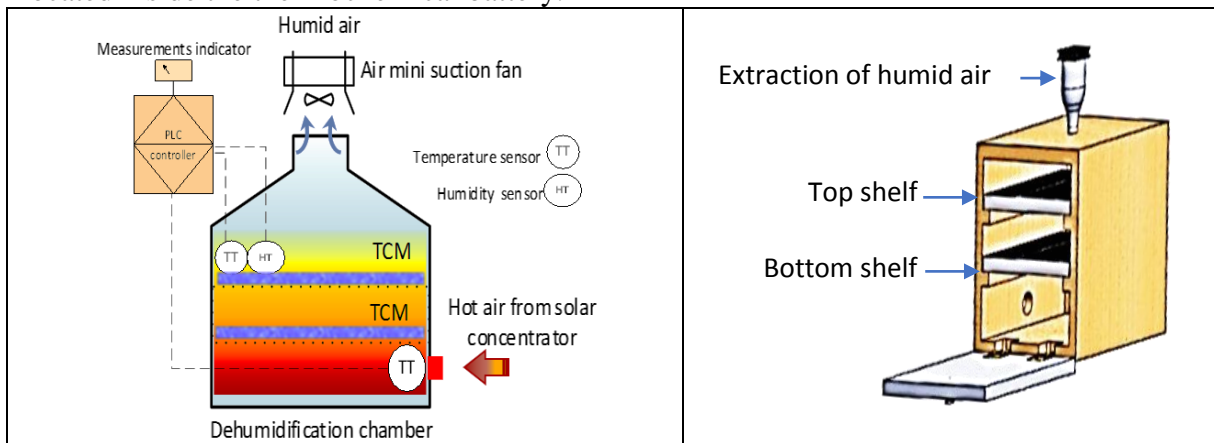 Humid air
Measurements indicator
Air mini suction fan
PLC
controller
Temperature sensor TT
Humidity sensor HT
TT HT TCM
TCM
Hot air from solar
concentrator
TT
Dehumidification chamber
Extraction of humid air
Top shelf
Bottom shelf